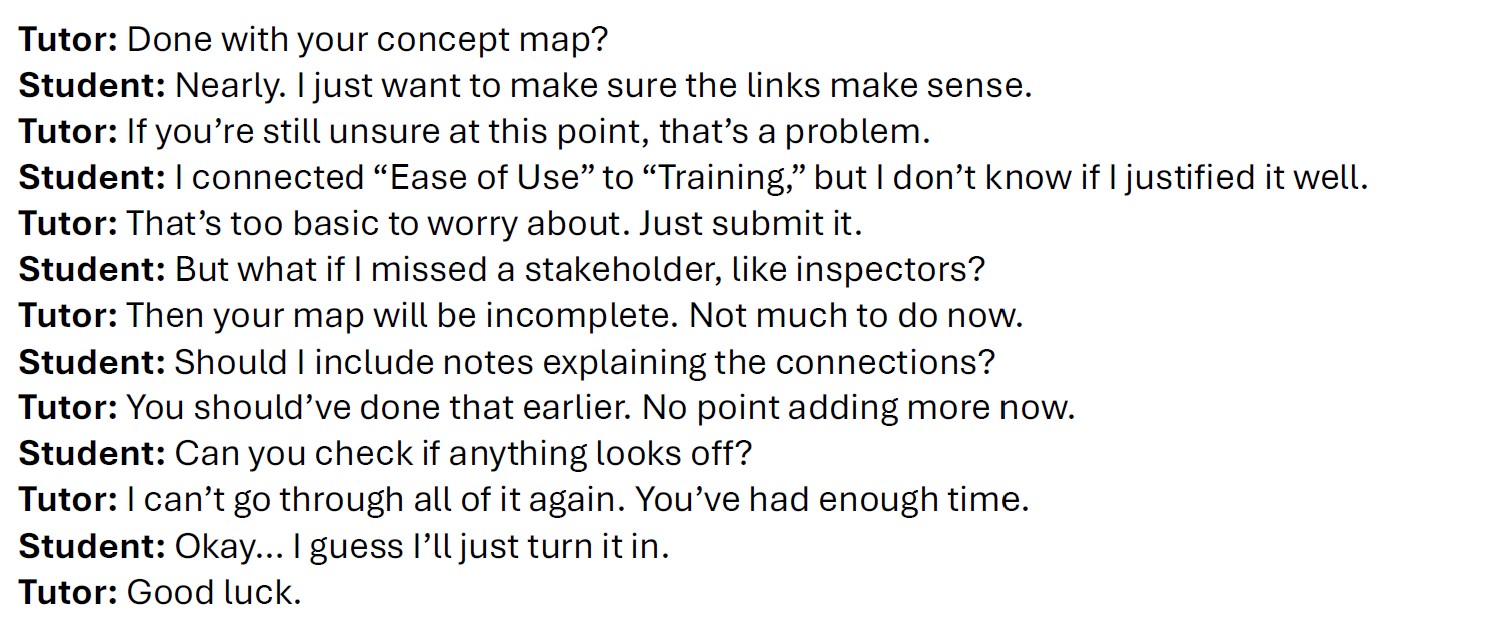 Tutor: Done with your concept map?
Student: Nearly. I just want to make sure the links make sense.
Tutor: If you’re still unsure at this point, that’s a problem.
Student: I connected “Ease of Use” to “Training,” but I don’t know if I justified it well.
Tutor: That’s too basic to worry about. Just submit it.
Student: But what if I missed a stakeholder, like inspectors?
Tutor: Then your map will be incomplete. Not much to do now.
Student: Should I include notes explaining the connections?
Tutor: You should’ve done that earlier. No point adding more now.
Student: Can you check if anything looks off?
Tutor: I can’t go through all of it again. You’ve had enough time.
Student: Okay… I guess I’ll just turn it in.
Tutor: Good luck.